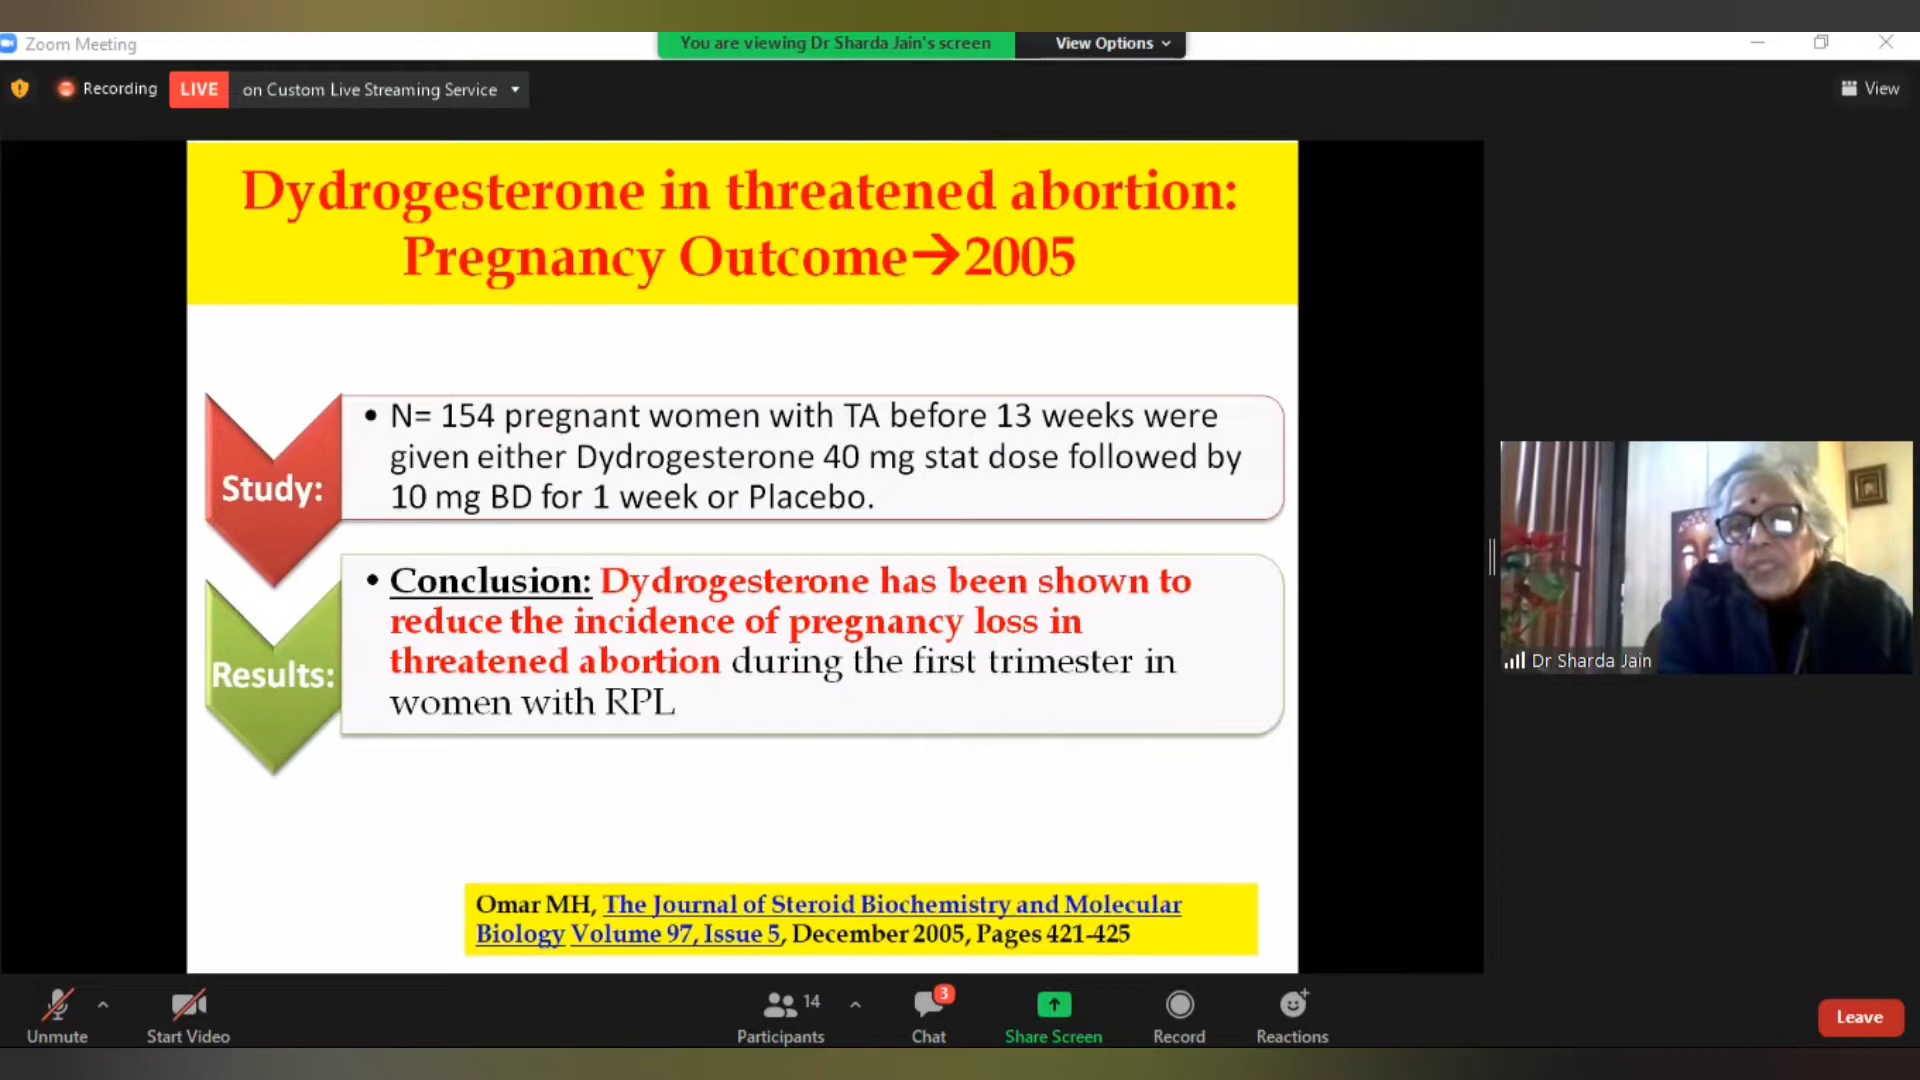 Zoom Meeting
You are viewing Dr Sharda Jain's screen
View Options
Recording
LIVE
on Custom Live Streaming Service
View
Dydrogesterone in threatened abortion:
Pregnancy Outcome→2005
Study:
• N= 154 pregnant women with TA before 13 weeks were
given either Dydrogesterone 40 mg stat dose followed by
10 mg BD for 1 week or Placebo.
Results:
• Conclusion: Dydrogesterone has been shown to
reduce the incidence of pregnancy loss in
threatened abortion during the first trimester in
women with RPL
Omar MH, The Journal of Steroid Biochemistry and Molecular
Biology Volume 97, Issue 5, December 2005, Pages 421-425
Dr Sharda Jain
Unmute
Start Video
14
Participants
3
Chat
Share Screen
Record
Reactions
Leave